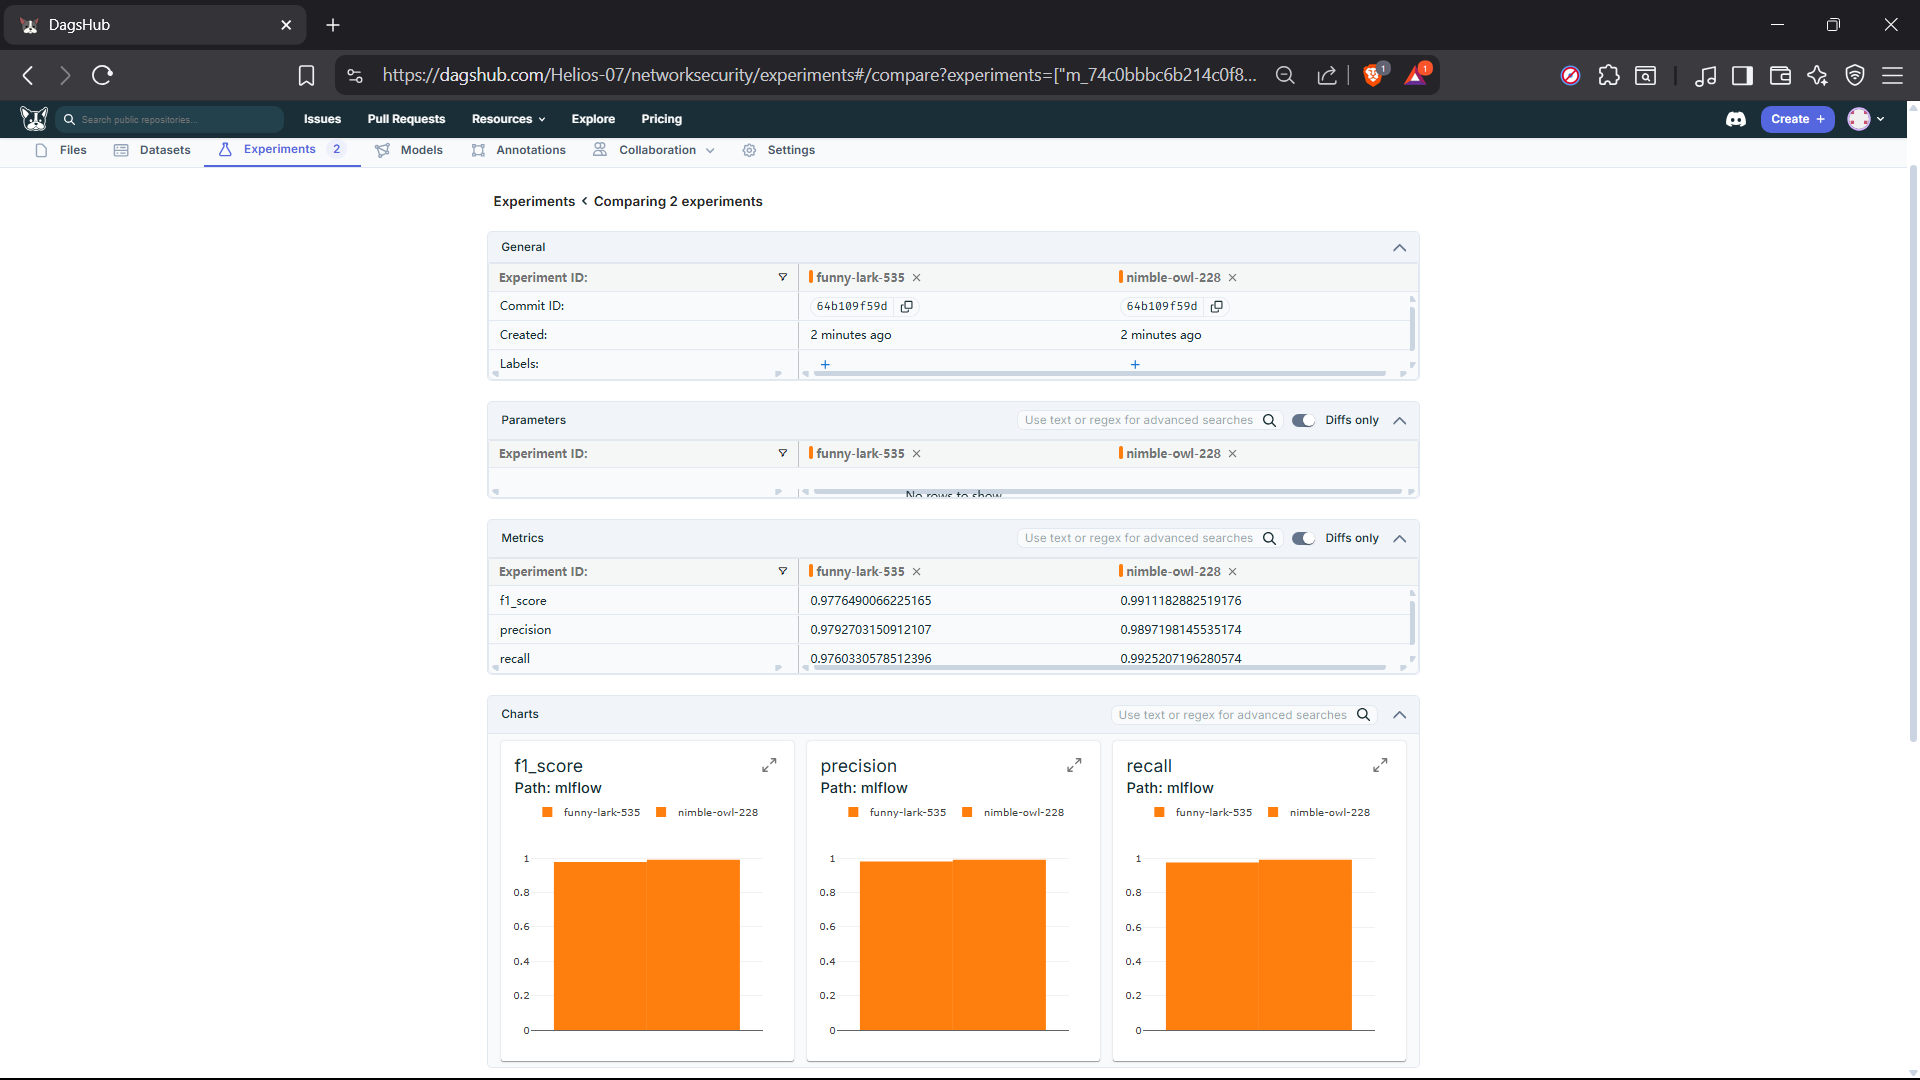 DagsHub
https://dagshub.com/Helios-07/networksecurity/experiments#/compare?experiments=["m_74c0bbbc6b214c0f8...
1
1
Search public repositories...
Issues
Pull Requests
Resources
Explore
Pricing
Create +
Files
Datasets
Experiments 2
Models
Annotations
Collaboration
Settings
Experiments < Comparing 2 experiments
General
Experiment ID: funny-lark-535 × nimble-owl-228 ×
Commit ID: 64b109f59d 64b109f59d
Created: 2 minutes ago 2 minutes ago
Labels: + +
Parameters Use text or regex for advanced searches Diffs only
Experiment ID: funny-lark-535 × nimble-owl-228 ×
No rows to show
Metrics Use text or regex for advanced searches Diffs only
Experiment ID: funny-lark-535 × nimble-owl-228 ×
f1_score 0.9776490066225165 0.9911182882519176
precision 0.9792703150912107 0.9897198145535174
recall 0.9760330578512396 0.9925207196280574
Charts Use text or regex for advanced searches
f1_score
Path: mlflow
funny-lark-535 nimble-owl-228
1
0.8
0.6
0.4
0.2
0
precision
Path: mlflow
funny-lark-535 nimble-owl-228
1
0.8
0.6
0.4
0.2
0
recall
Path: mlflow
funny-lark-535 nimble-owl-228
1
0.8
0.6
0.4
0.2
0